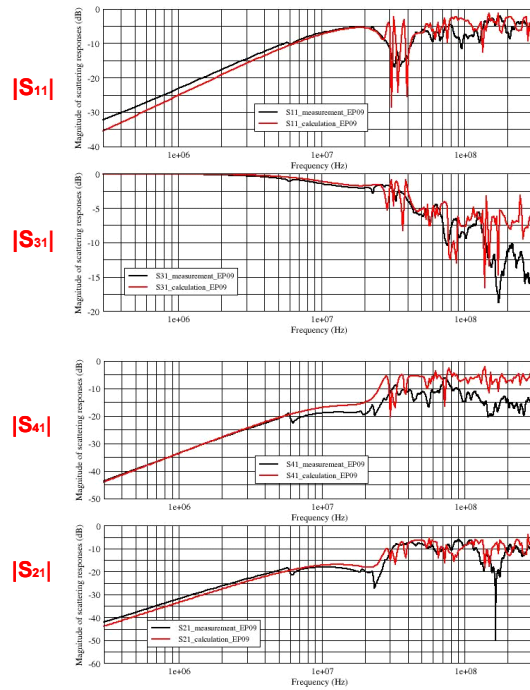 |S11|
Magnitude of scattering responses (dB)
0
-10
-20
-30
-40
S11_measurement_EP09
S11_calculation_EP09
1e+06
1e+07
1e+08
Frequency (Hz)
|S31|
Magnitude of scattering responses (dB)
0
-5
-10
-15
-20
S31_measurement_EP09
S31_calculation_EP09
1e+06
1e+07
1e+08
Frequency (Hz)
|S41|
Magnitude of scattering responses (dB)
0
-10
-20
-30
-40
-50
S41_measurement_EP09
S41_calculation_EP09
1e+06
1e+07
1e+08
Frequency (Hz)
|S21|
Magnitude of scattering responses (dB)
0
-10
-20
-30
-40
-50
-60
S21_measurement_EP09
S21_calculation_EP09
1e+06
1e+07
1e+08
Frequency (Hz)